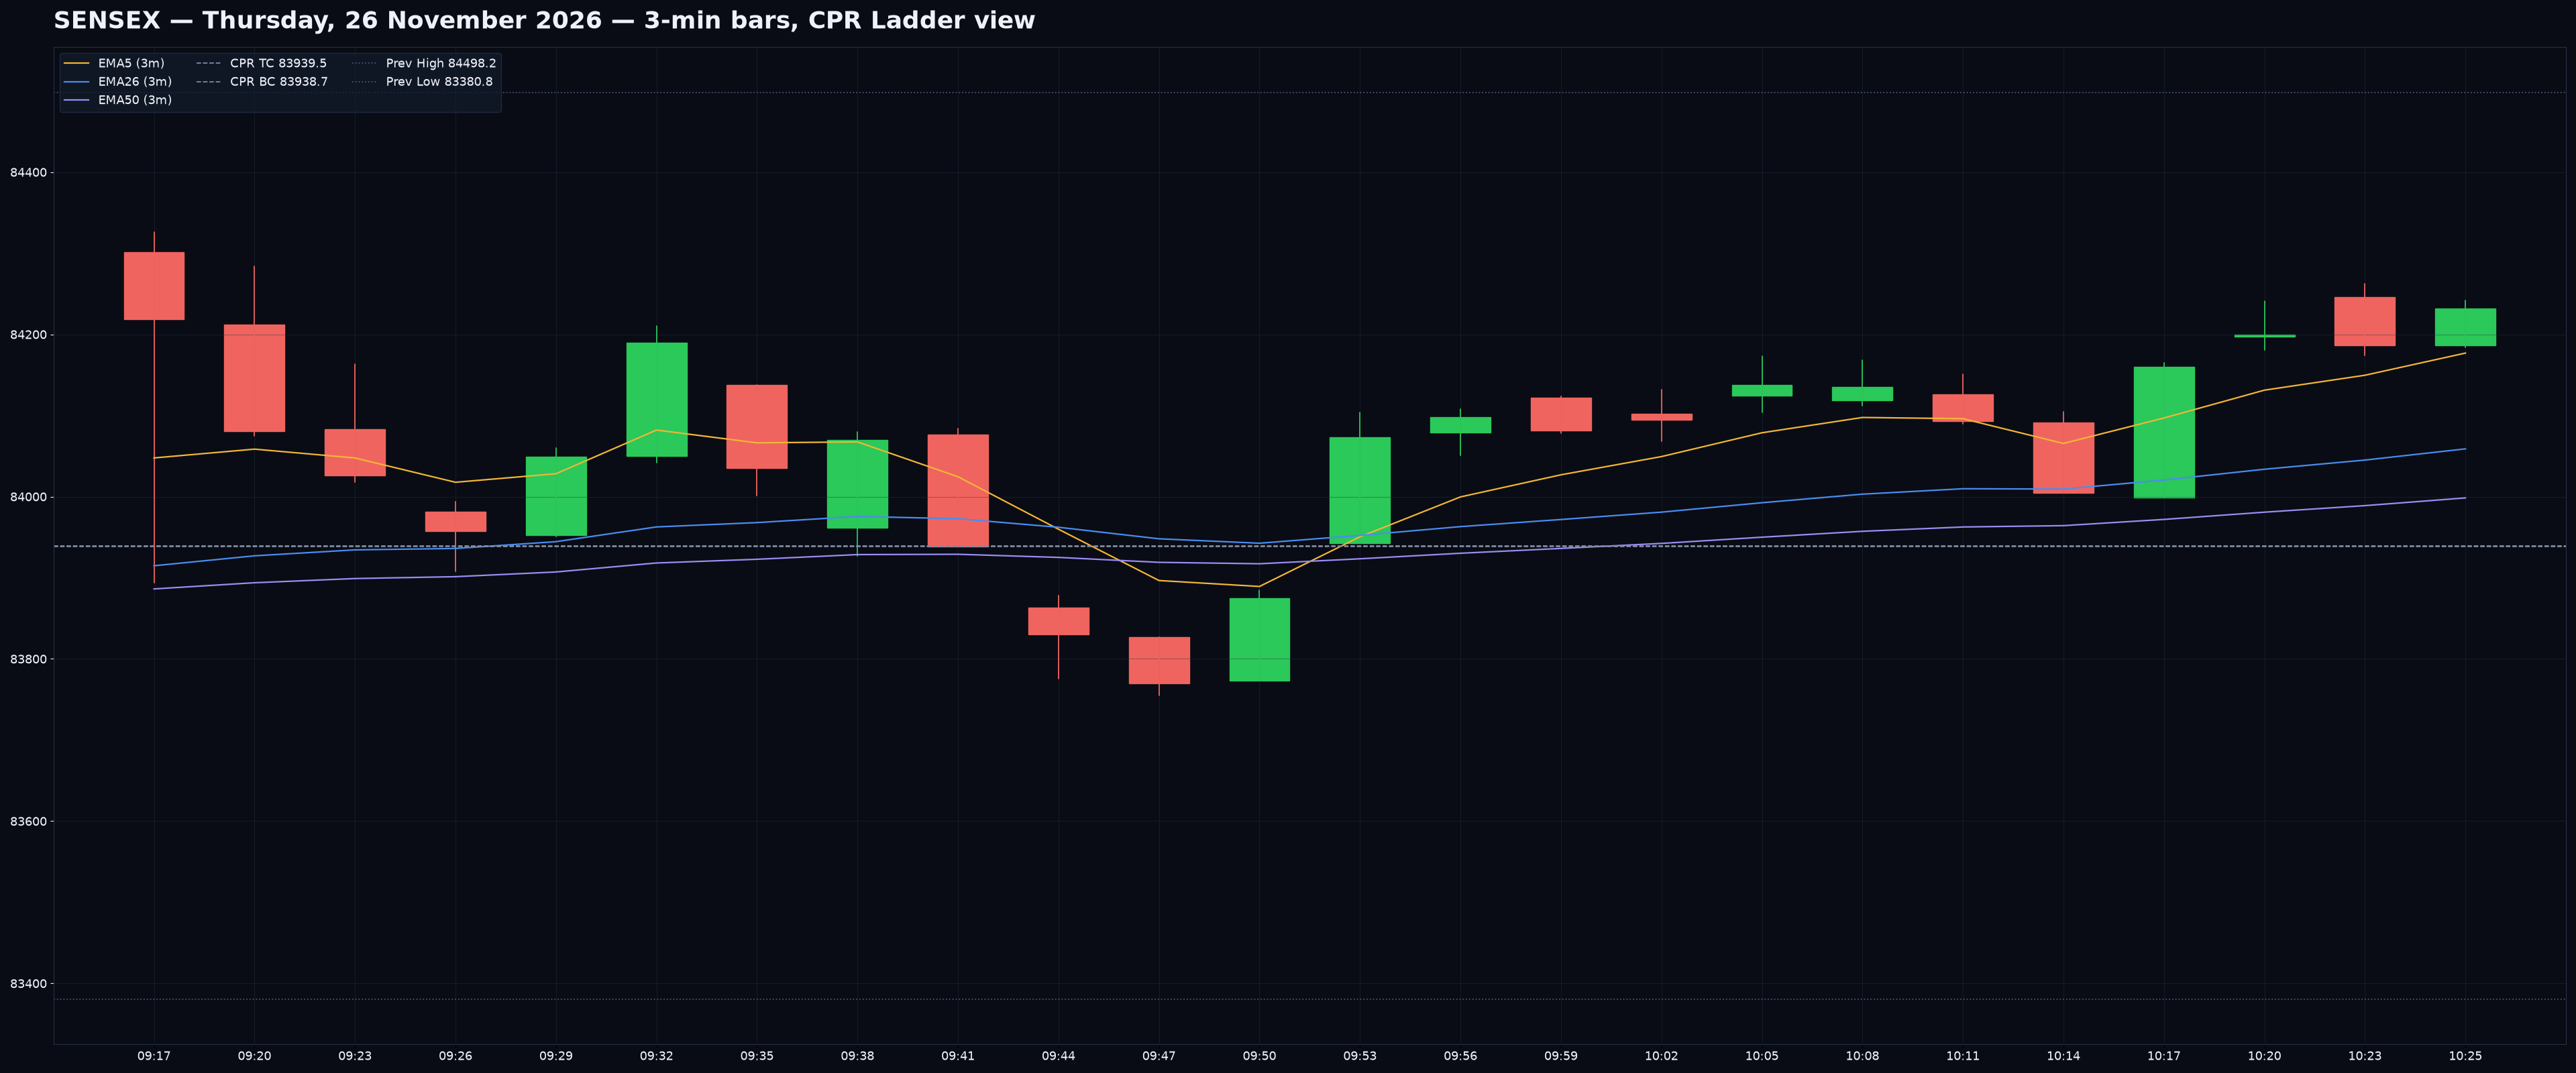 SENSEX — Thursday, 26 November 2026 — 3-min bars, CPR Ladder view
EMA5 (3m) CPR TC 83939.5 Prev High 84498.2
EMA26 (3m) CPR BC 83938.7 Prev Low 83380.8
EMA50 (3m)
84400
84200
84000
83800
83600
83400
09:17 09:20 09:23 09:26 09:29 09:32 09:35 09:38 09:41 09:44 09:47 09:50 09:53 09:56 09:59 10:02 10:05 10:08 10:11 10:14 10:17 10:20 10:23 10:25